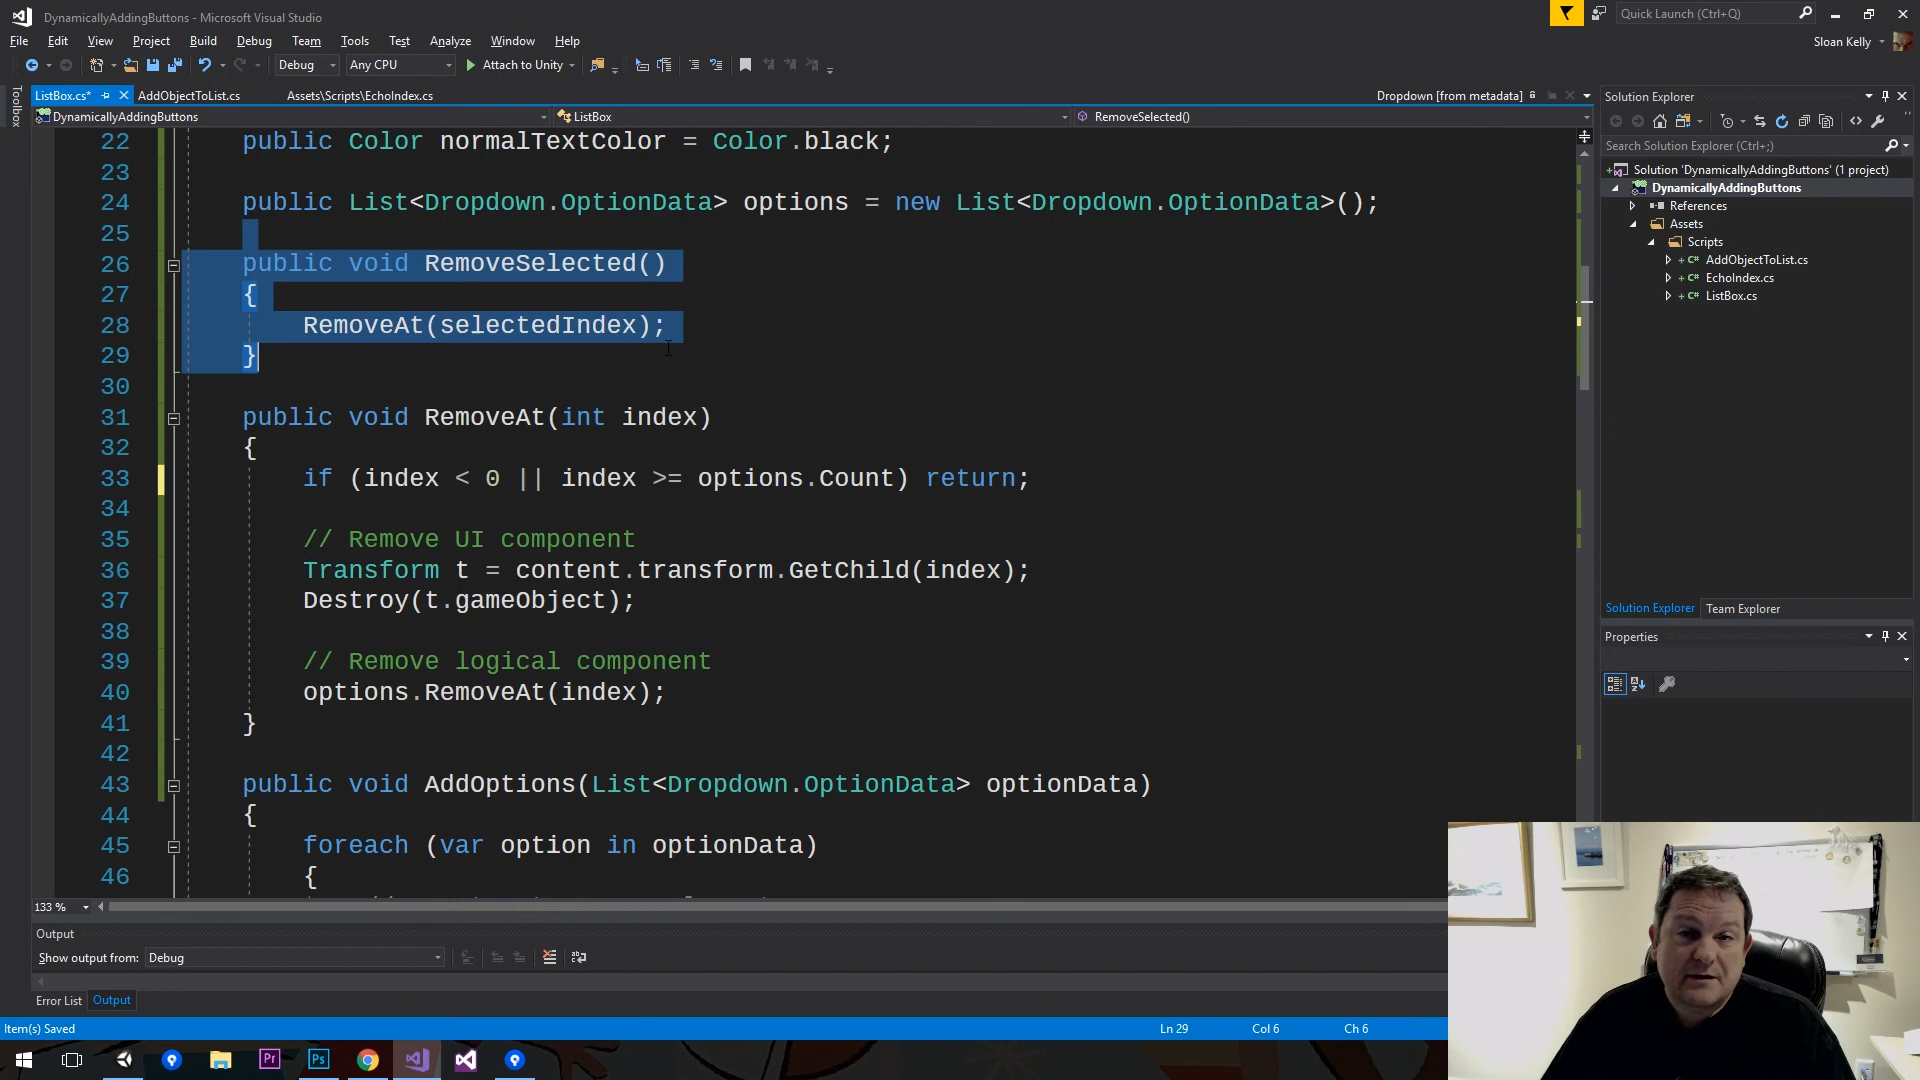 DynamicallyAddingButtons - Microsoft Visual Studio
Quick Launch (Ctrl+Q)
File Edit View Project Build Debug Team Tools Test Analyze Window Help
Sloan Kelly
Debug Any CPU Attach to Unity
Toolbox
ListBox.cs* AddObjectToList.cs Assets\Scripts\EchoIndex.cs Dropdown [from metadata]
DynamicallyAddingButtons ListBox RemoveSelected()
22 public Color normalTextColor = Color.black;
23
24 public List<Dropdown.OptionData> options = new List<Dropdown.OptionData>();
25
26 public void RemoveSelected()
27 {
28 RemoveAt(selectedIndex);
29 }
30
31 public void RemoveAt(int index)
32 {
33 if (index < 0 || index >= options.Count) return;
34
35 // Remove UI component
36 Transform t = content.transform.GetChild(index);
37 Destroy(t.gameObject);
38
39 // Remove logical component
40 options.RemoveAt(index);
41 }
42
43 public void AddOptions(List<Dropdown.OptionData> optionData)
44 {
45 foreach (var option in optionData)
46 {
133 %
Output
Show output from: Debug
Error List Output
Item(s) Saved Ln 29 Col 6 Ch 6
Solution Explorer
Search Solution Explorer (Ctrl+;)
Solution 'DynamicallyAddingButtons' (1 project)
DynamicallyAddingButtons
References
Assets
Scripts
C# AddObjectToList.cs
C# EchoIndex.cs
C# ListBox.cs
Solution Explorer Team Explorer
Properties
Pr Ps